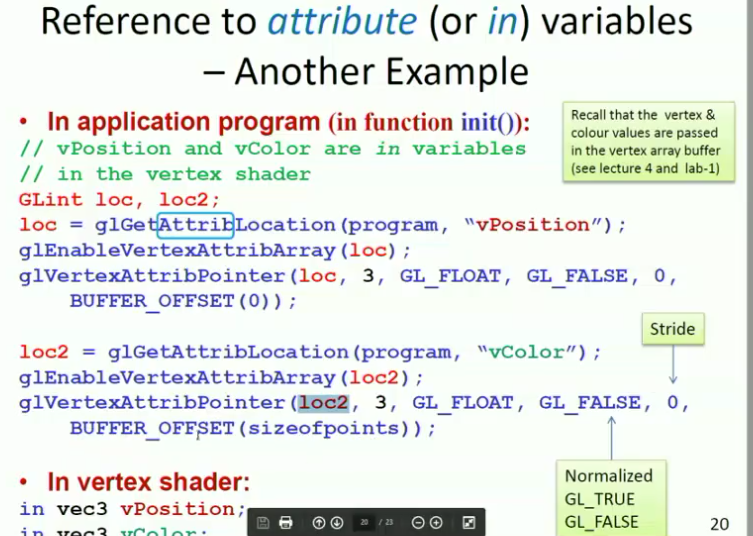 Reference to attribute (or in) variables
– Another Example
• In application program (in function init()):
Recall that the vertex &
colour values are passed
in the vertex array buffer
(see lecture 4 and lab-1)
// vPosition and vColor are in variables
// in the vertex shader
GLint loc, loc2;
loc = glGetAttribLocation(program, “vPosition”);
glEnableVertexAttribArray(loc);
glVertexAttribPointer(loc, 3, GL_FLOAT, GL_FALSE, 0,
BUFFER_OFFSET(0));
Stride
loc2 = glGetAttribLocation(program, “vColor”);
glEnableVertexAttribArray(loc2);
glVertexAttribPointer(loc2, 3, GL_FLOAT, GL_FALSE, 0,
BUFFER_OFFSET(sizeofpoints));
Normalized
GL_TRUE
GL_FALSE
• In vertex shader:
in vec3 vPosition;
in vec3 vColor;
20 / 23
20